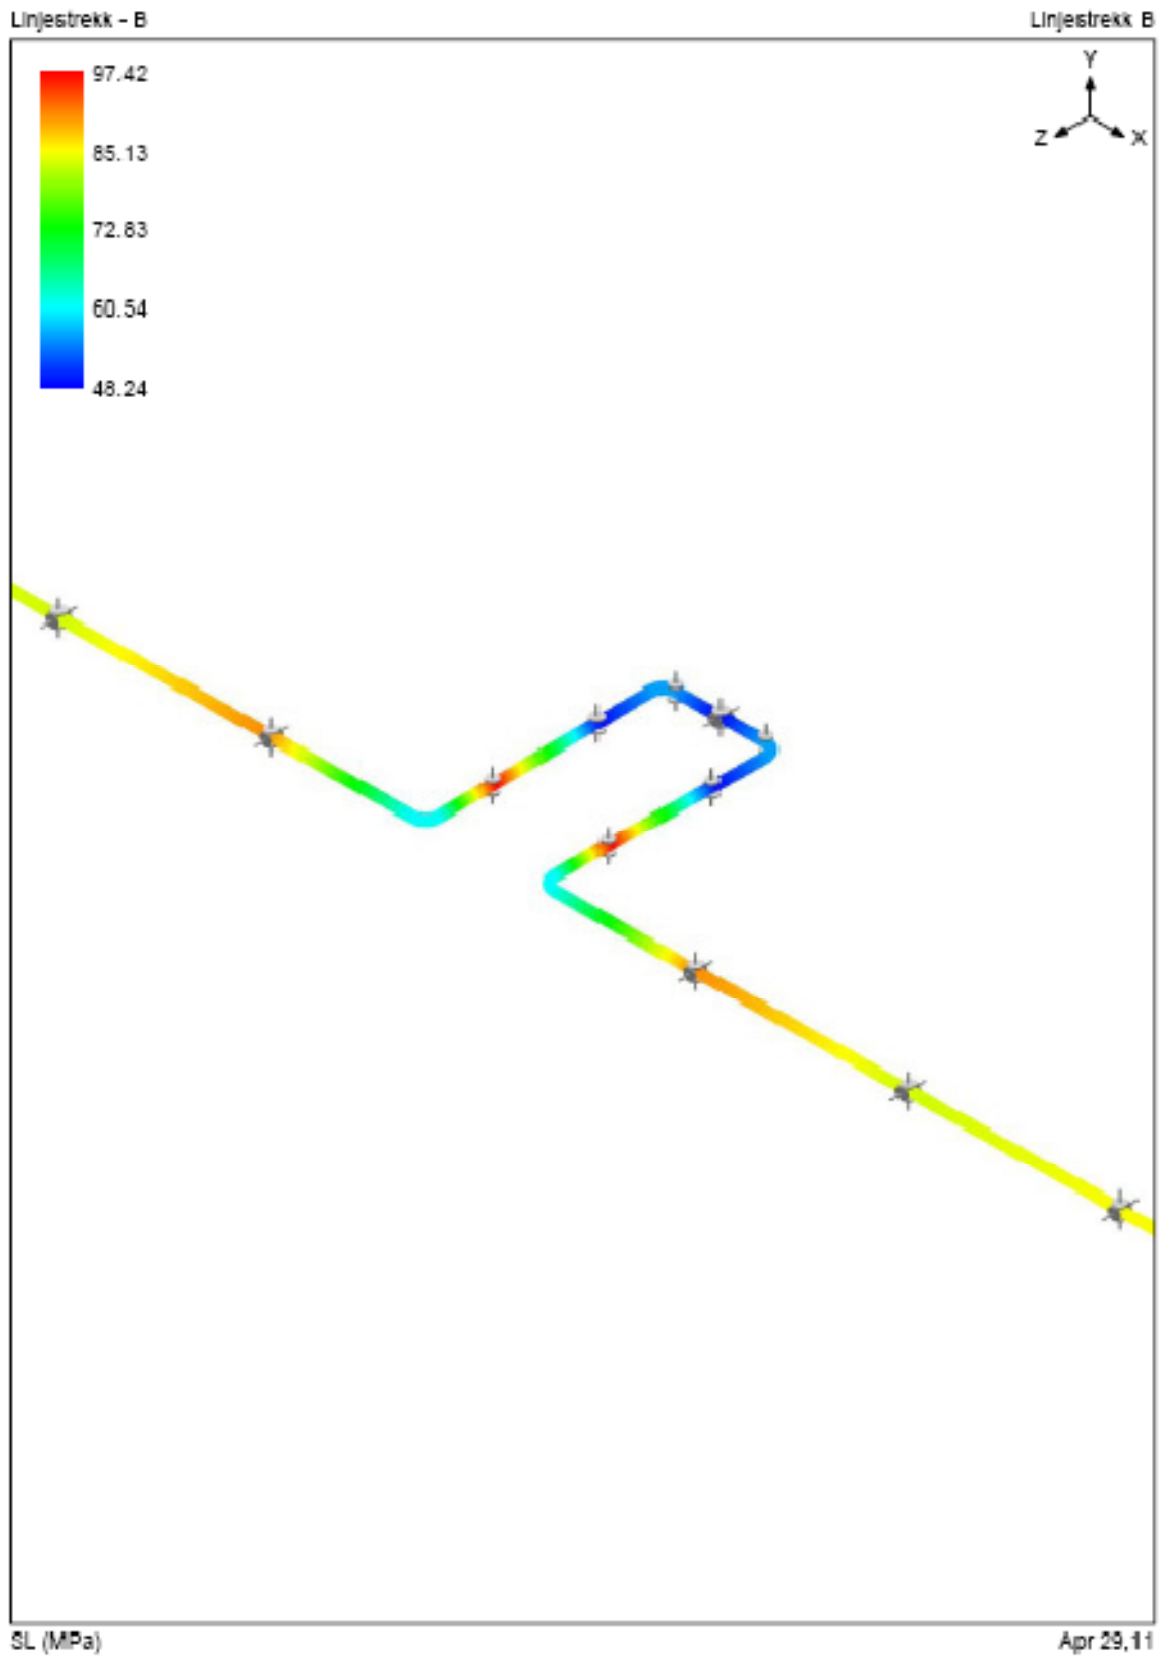 Linjestrekk - B
Linjestrekk B
97.42
85.13
72.83
60.54
48.24
Y
Z
X
SL (MPa)
Apr 29,11